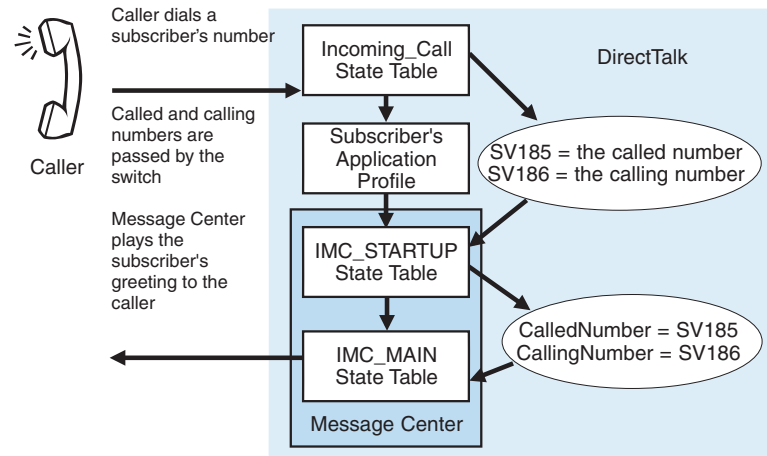 Caller dials a
subscriber's number
Called and calling
numbers are
passed by the
switch
Caller
Message Center
plays the
subscriber's
greeting to the
caller
DirectTalk
Incoming_Call
State Table
Subscriber's
Application
Profile
SV185 = the called number
SV186 = the calling number
IMC_STARTUP
State Table
CalledNumber = SV185
CallingNumber = SV186
IMC_MAIN
State Table
Message Center